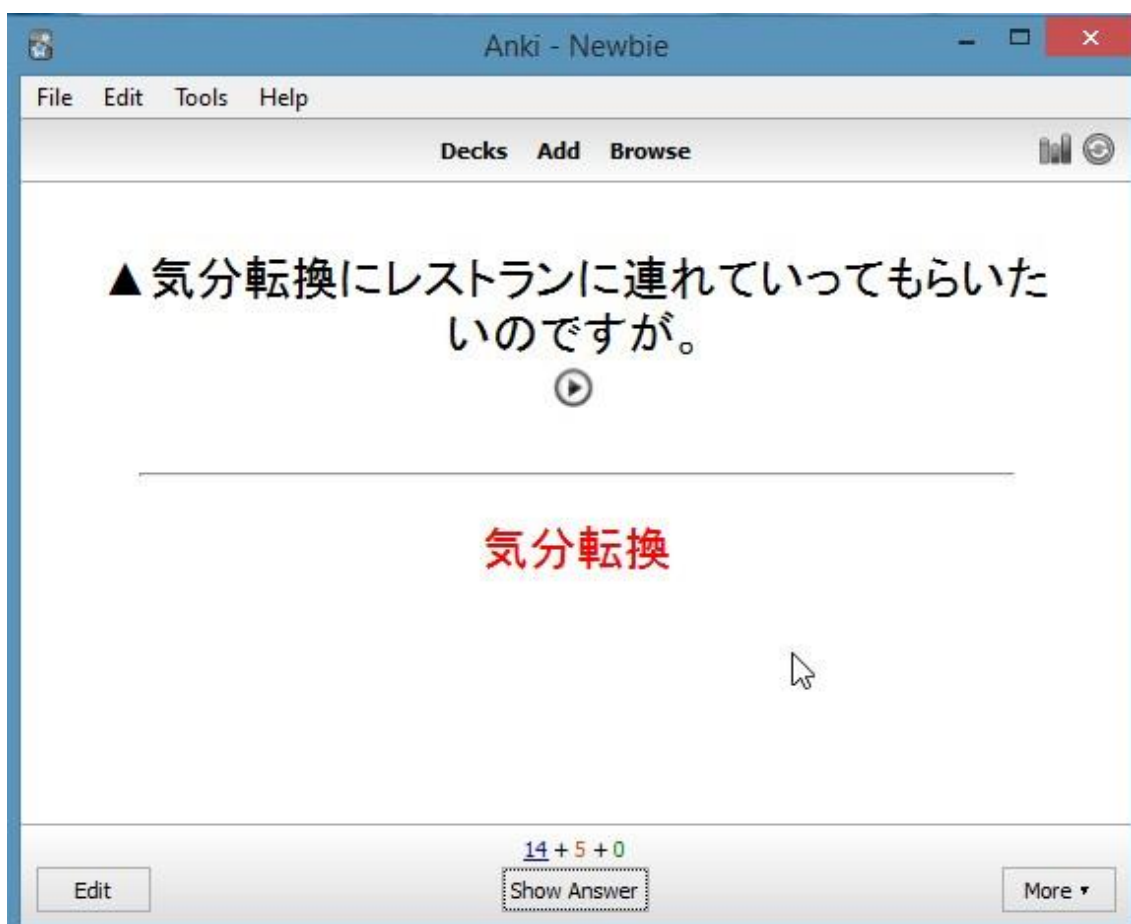 Anki - Newbie
File Edit Tools Help
Decks Add Browse
▲気分転換にレストランに連れていってもらいた
いのですが。
気分転換
14 + 5 + 0
Edit Show Answer More ▾